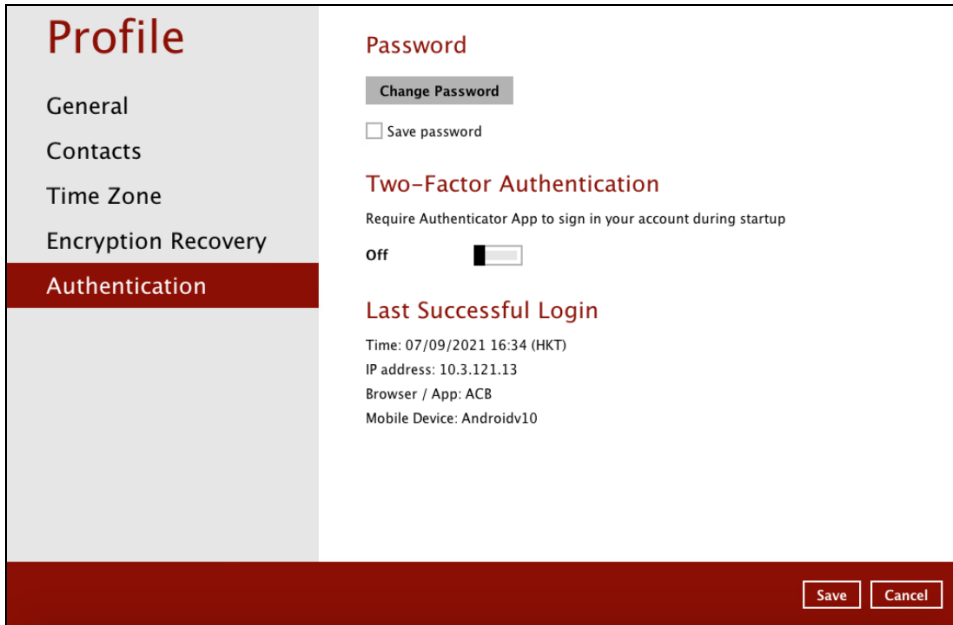 Profile
General
Contacts
Time Zone
Encryption Recovery
Authentication
Password
Change Password
Save password
Two-Factor Authentication
Require Authenticator App to sign in your account during startup
Off
Last Successful Login
Time: 07/09/2021 16:34 (HKT)
IP address: 10.3.121.13
Browser / App: ACB
Mobile Device: Androidv10
Save
Cancel